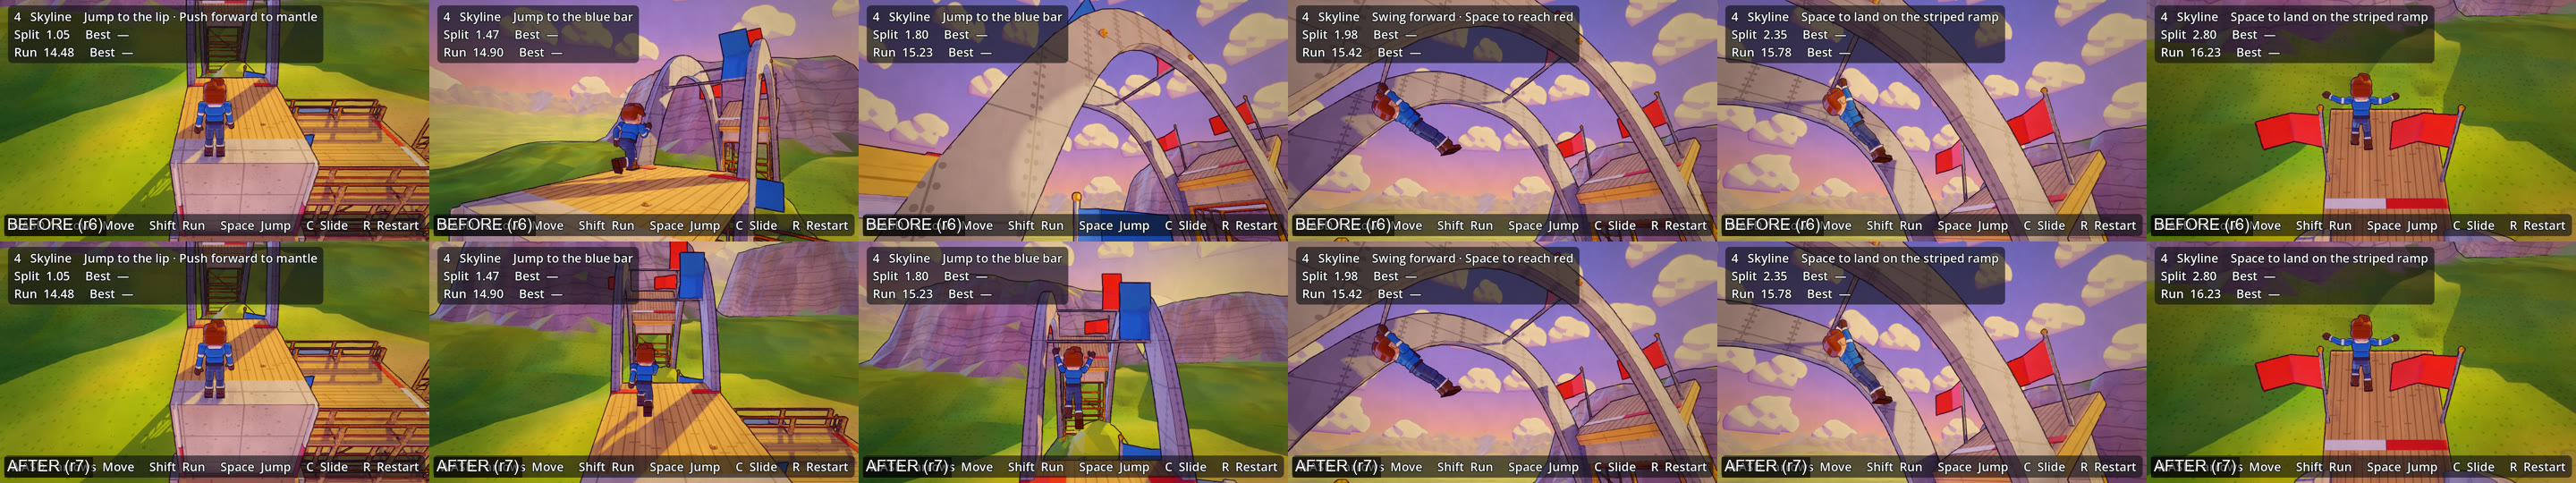 4 Skyline Jump to the lip · Push forward to mantle
Split 1.05 Best —
Run 14.48 Best —
BEFORE (r6) Move Shift Run Space Jump C Slide R Restart
4 Skyline Jump to the blue bar
Split 1.47 Best —
Run 14.90 Best —
BEFORE (r6) Move Shift Run Space Jump C Slide R Restart
4 Skyline Jump to the blue bar
Split 1.80 Best —
Run 15.23 Best —
BEFORE (r6) Move Shift Run Space Jump C Slide R Restart
4 Skyline Swing forward · Space to reach red
Split 1.98 Best —
Run 15.42 Best —
BEFORE (r6) Move Shift Run Space Jump C Slide R Restart
4 Skyline Space to land on the striped ramp
Split 2.35 Best —
Run 15.78 Best —
BEFORE (r6) Move Shift Run Space Jump C Slide R Restart
4 Skyline Space to land on the striped ramp
Split 2.80 Best —
Run 16.23 Best —
BEFORE (r6) Move Shift Run Space Jump C Slide R Restart
4 Skyline Jump to the lip · Push forward to mantle
Split 1.05 Best —
Run 14.48 Best —
AFTER (r7) s Move Shift Run Space Jump C Slide R Restart
4 Skyline Jump to the blue bar
Split 1.47 Best —
Run 14.90 Best —
AFTER (r7) s Move Shift Run Space Jump C Slide R Restart
4 Skyline Jump to the blue bar
Split 1.80 Best —
Run 15.23 Best —
AFTER (r7) s Move Shift Run Space Jump C Slide R Restart
4 Skyline Swing forward · Space to reach red
Split 1.98 Best —
Run 15.42 Best —
AFTER (r7) s Move Shift Run Space Jump C Slide R Restart
4 Skyline Space to land on the striped ramp
Split 2.35 Best —
Run 15.78 Best —
AFTER (r7) s Move Shift Run Space Jump C Slide R Restart
4 Skyline Space to land on the striped ramp
Split 2.80 Best —
Run 16.23 Best —
AFTER (r7) s Move Shift Run Space Jump C Slide R Restart